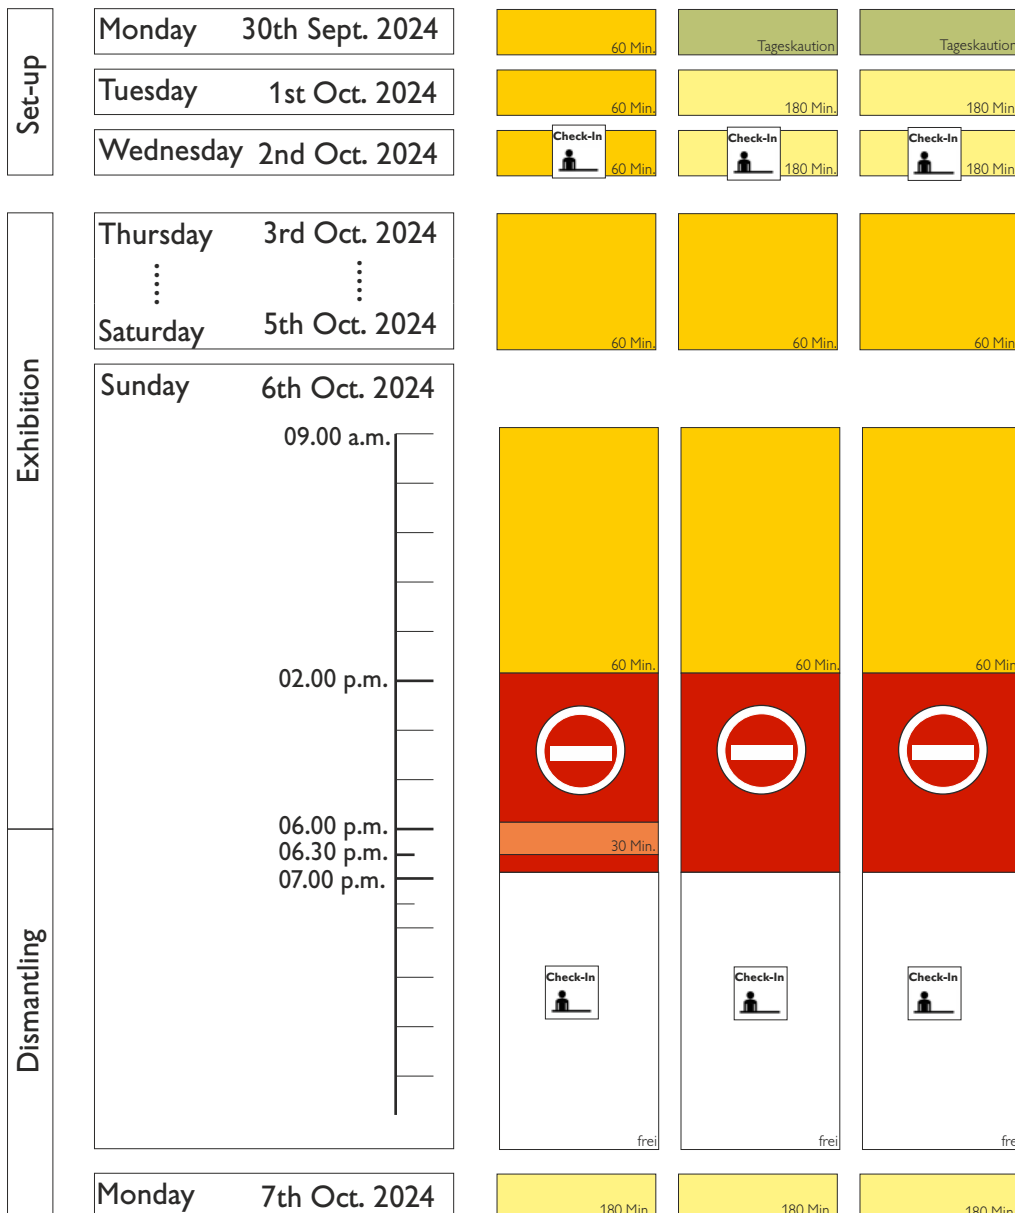 Set-up
Monday 30th Sept. 2024 60 Min. Tageskaution Tageskaution
Tuesday 1st Oct. 2024 60 Min. 180 Min. 180 Min.
Wednesday 2nd Oct. 2024 Check-In 60 Min. Check-In 180 Min. Check-In 180 Min.
Exhibition
Thursday 3rd Oct. 2024
Saturday 5th Oct. 2024 60 Min. 60 Min. 60 Min.
Sunday 6th Oct. 2024
09.00 a.m.
60 Min. 60 Min. 60 Min
02.00 p.m.
06.00 p.m.
30 Min.
06.30 p.m.
07.00 p.m.
Dismantling
Check-In Check-In Check-In
frei frei fre
Monday 7th Oct. 2024 180 Min. 180 Min. 180 Min.